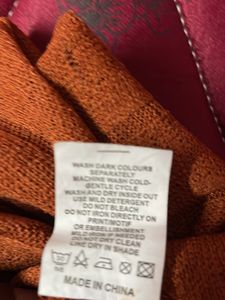 WASH DARK COLOURS
SEPARATELY
MACHINE WASH COLD-
GENTLE CYCLE
WASH AND DRY INSIDE OUT
USE MILD DETERGENT
DO NOT BLEACH
DO NOT IRON DIRECTLY ON
PRINT/MOTIF
OR EMBELLISHMENT
MILD IRON IF NEEDED
DO NOT DRY CLEAN
LINE DRY IN SHADE
MADE IN CHINA